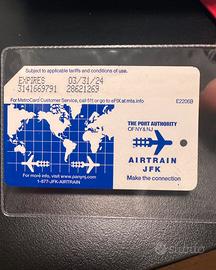 Subject to applicable tariffs and conditions of use.
EXPIRES 03/31/24
3141669791 28621269
For MetroCard Customer Service, call 511 or go to eFIX at mta.info
E2206B
THE PORT AUTHORITY
OF NY & NJ
AIRTRAIN
JFK
Make the connection
For more info, visit www.panynj.com
1-877-JFK-AIRTRAIN
subito